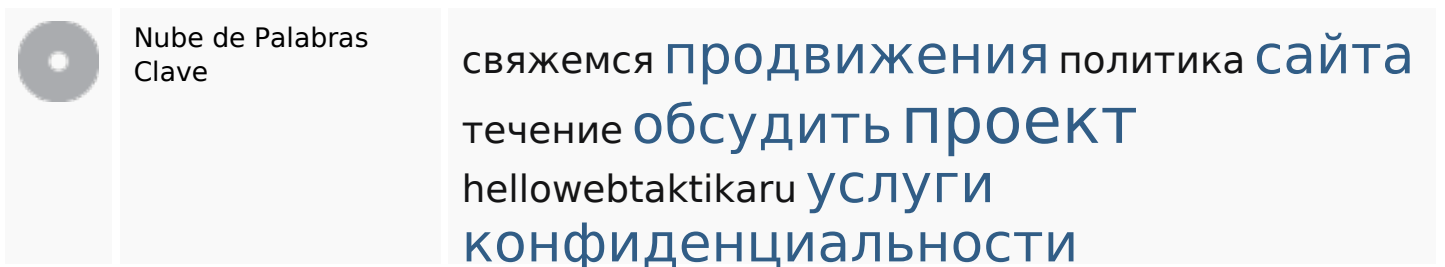 Nube de Palabras
Clave
свяжемся продвижения политика сайта
течение обсудить проект
hellowebtaktikaru услуги
конфиденциальности